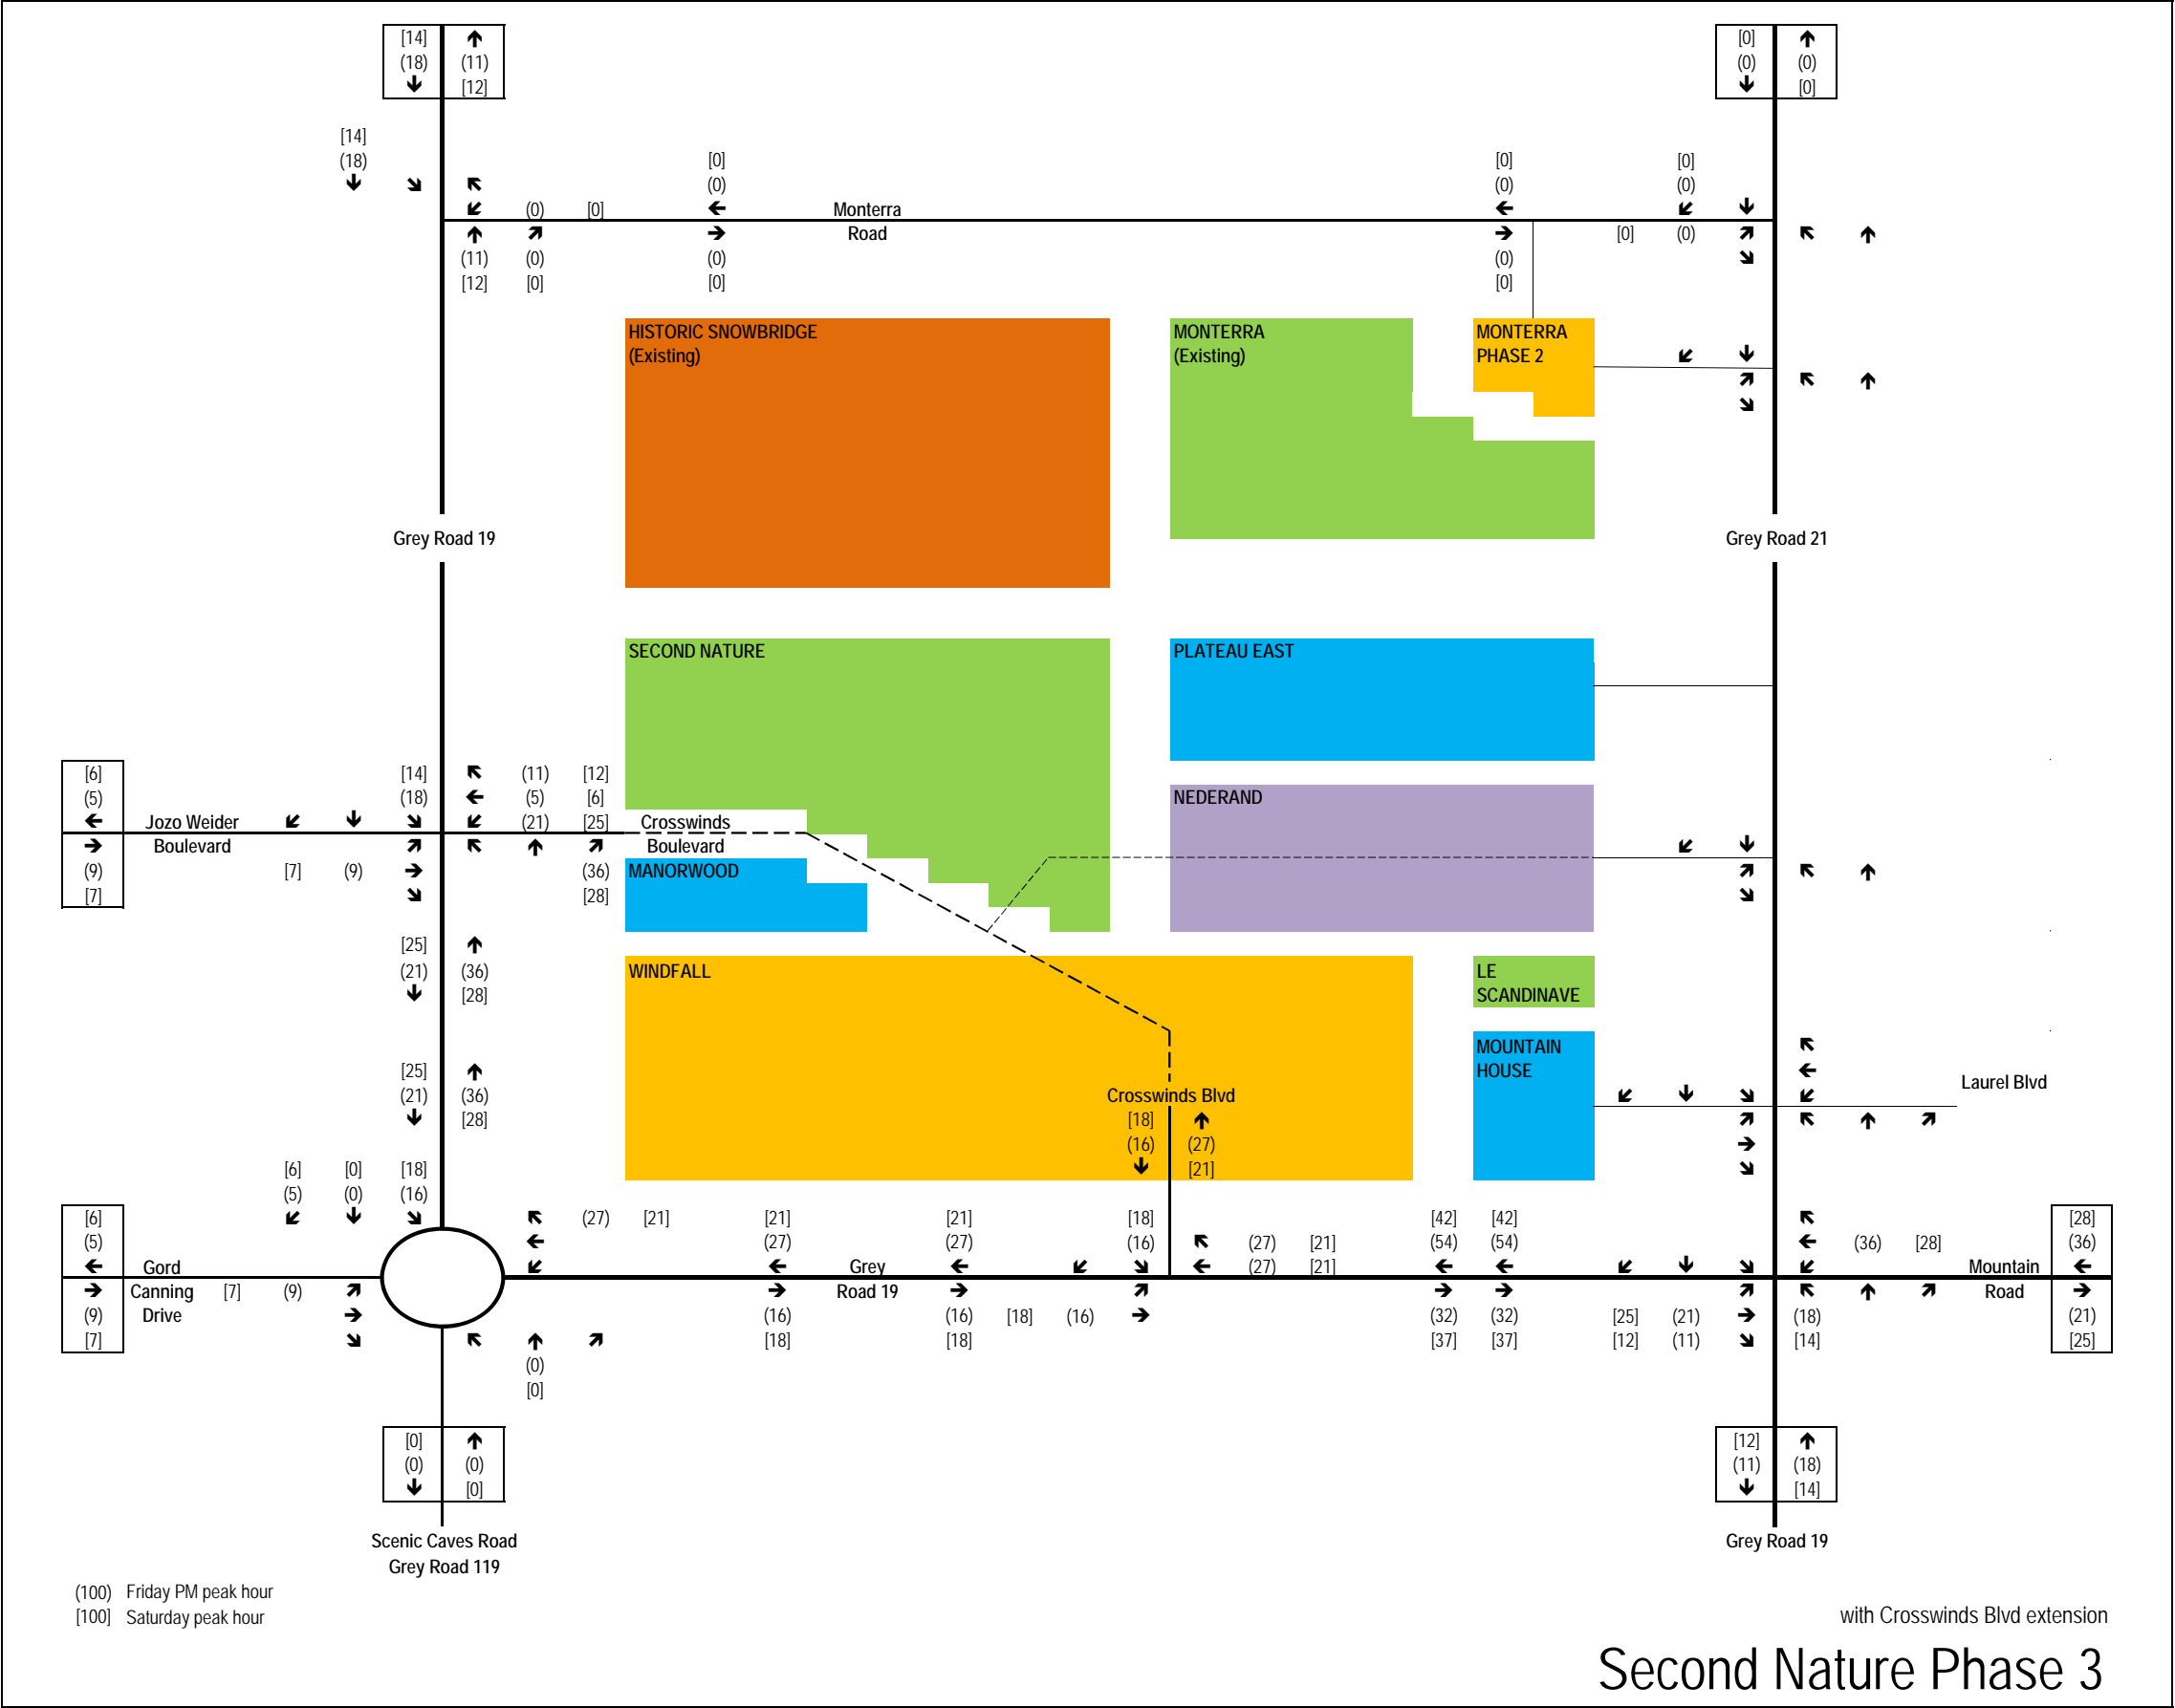 [14] ↑ [0] ↑
(18) (11) (0) (0)
↓ [12] ↓ [0]
[14]
(18) [0] [0] [0]
↓ ↘ ↖ (0) (0) (0)
↙ (0) [0] ← Monterra ← ↙ ↓
↑ ↗ → Road → [0] (0) ↗ ↖ ↑
(11) (0) (0) (0) ↘
[12] [0] [0] [0]
HISTORIC SNOWBRIDGE MONTERRA MONTERRA
(Existing) (Existing) PHASE 2 ↙ ↓
↗ ↖ ↑
↘
Grey Road 19 Grey Road 21
SECOND NATURE PLATEAU EAST
[6] [14] ↖ (11) [12]
(5) (18) ← (5) [6] NEDERAND
← Jozo Weider ↙ ↓ ↘ ↙ (21) [25] Crosswinds
→ Boulevard ↗ ↖ ↑ ↗ Boulevard ↙ ↓
(9) [7] (9) → (36) MANORWOOD ↗ ↖ ↑
[7] ↘ [28] ↘
[25] ↑
(21) (36) WINDFALL LE
↓ [28] SCANDINAVE
[25] ↑ MOUNTAIN ↖
(21) (36) HOUSE ←
↓ [28] Crosswinds Blvd ↙ ↓ ↘ ↙ Laurel Blvd
[18] ↑ ↗ ↖ ↑ ↗
(16) (27) →
[6] [0] [18] ↓ [21] ↘
(5) (0) (16)
[6] ↙ ↓ ↘ ↖ (27) [21] [21] [21] [18] [42] [42] ↖ [28]
(5) ← (27) (27) (16) ↖ (27) [21] (54) (54) ← (36) [28] (36)
← Gord ↙ ← Grey ← ↙ ↘ ← (27) [21] ← ← ↙ ↓ ↘ ↙ Mountain ←
→ Canning [7] (9) ↗ → Road 19 → ↗ → → ↗ ↖ ↑ ↗ Road →
(9) Drive → (16) (16) [18] (16) → (32) (32) [25] (21) → (18) (21)
[7] ↘ ↖ ↑ ↗ [18] [18] [37] [37] [12] (11) ↘ [14] [25]
(0)
[0]
[0] ↑ [12] ↑
(0) (0) (11) (18)
↓ [0] ↓ [14]
Scenic Caves Road Grey Road 19
Grey Road 119
(100) Friday PM peak hour
[100] Saturday peak hour with Crosswinds Blvd extension
Second Nature Phase 3